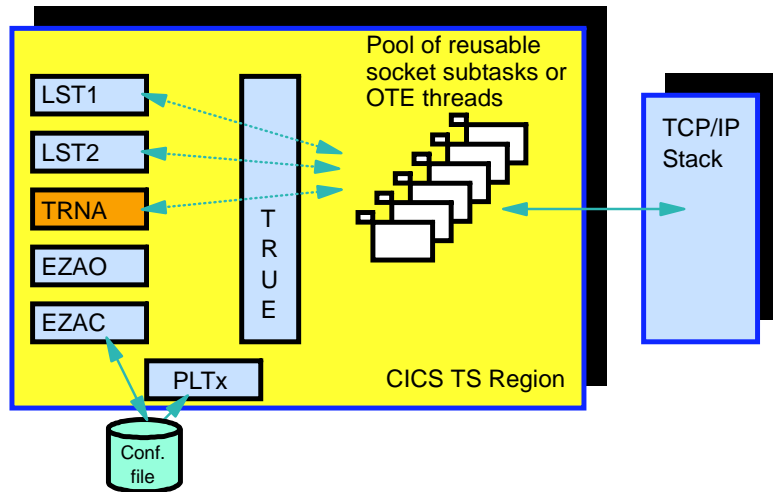 Pool of reusable
socket subtasks or
OTE threads
LST1
LST2
TRNA
EZAO
EZAC
PLTx
T
R
U
E
CICS TS Region
TCP/IP
Stack
Conf.
file